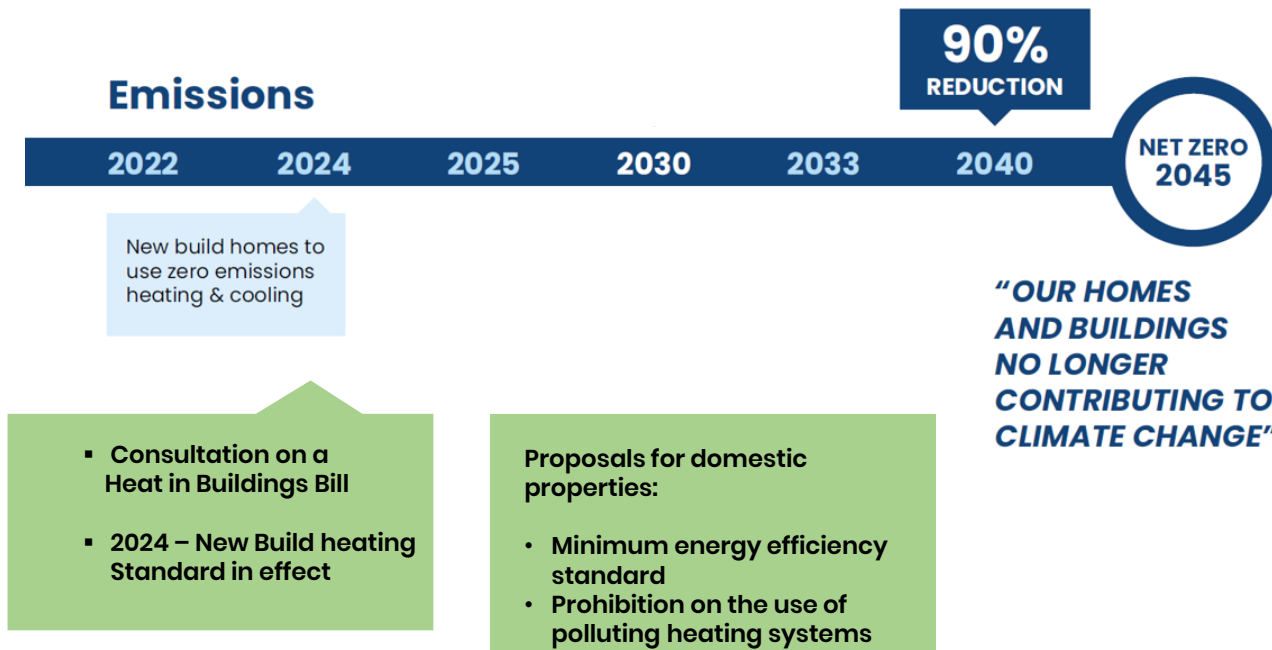 90%
REDUCTION
Emissions
2022 2024 2025 2030 2033 2040
NET ZERO
2045
New build homes to
use zero emissions
heating & cooling
“OUR HOMES
AND BUILDINGS
NO LONGER
CONTRIBUTING TO
CLIMATE CHANGE”
▪ Consultation on a
Heat in Buildings Bill
▪ 2024 – New Build heating
Standard in effect
Proposals for domestic
properties:
• Minimum energy efficiency
standard
• Prohibition on the use of
polluting heating systems